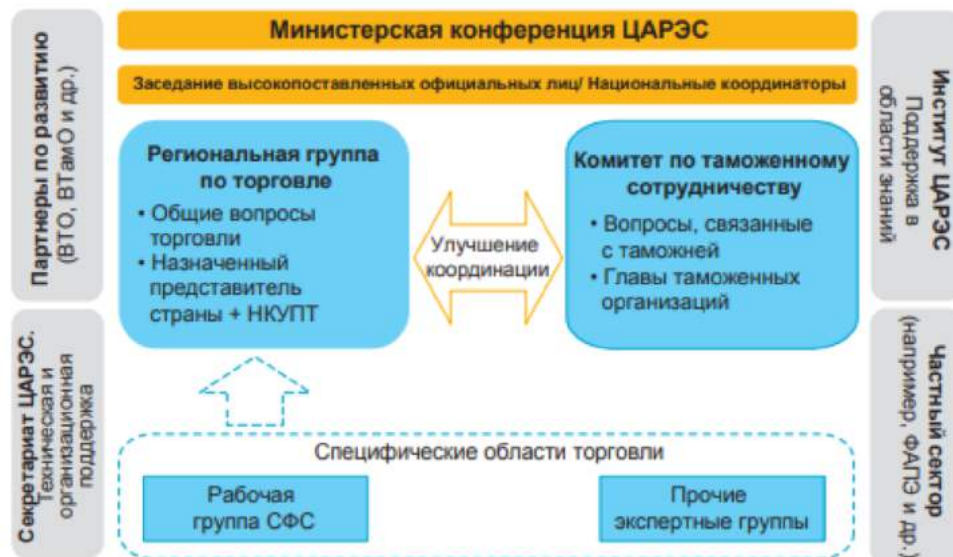 Министерская конференция ЦАРЭС
Заседание высокопоставленных официальных лиц/ Национальные координаторы
Партнеры по развитию
(ВТО, ВТамО и др.)
Секретариат ЦАРЭС.
Техническая и
организационная
поддержка
Региональная группа
по торговле
• Общие вопросы
торговли
• Назначенный
представитель
страны + НКУПТ
Улучшение
координации
Комитет по таможенному
сотрудничеству
• Вопросы, связанные
с таможней
• Главы таможенных
организаций
Специфические области торговли
Рабочая
группа СФС
Прочие
экспертные группы
Институт ЦАРЭС
Поддержка в
области знаний
Частный сектор
(например, ФАПЭ и др.)